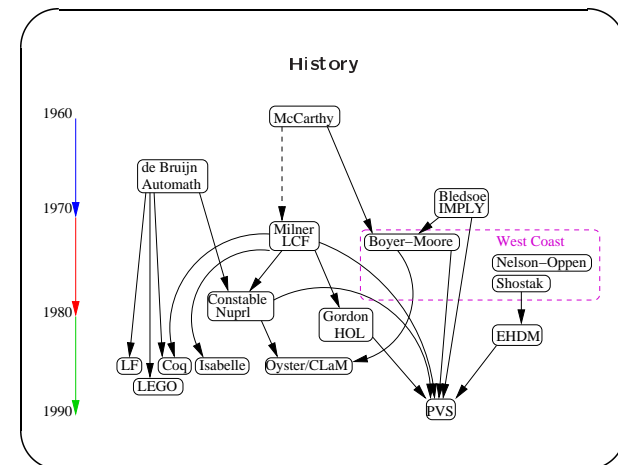 History
1960
McCarthy
de Bruijn
Automath
Bledsoe
IMPLY
1970
Milner
LCF
Boyer–Moore
West Coast
Nelson–Oppen
Shostak
Constable
Nuprl
1980
Gordon
HOL
EHDM
LF
Coq
Isabelle
Oyster/CLaM
LEGO
1990
PVS